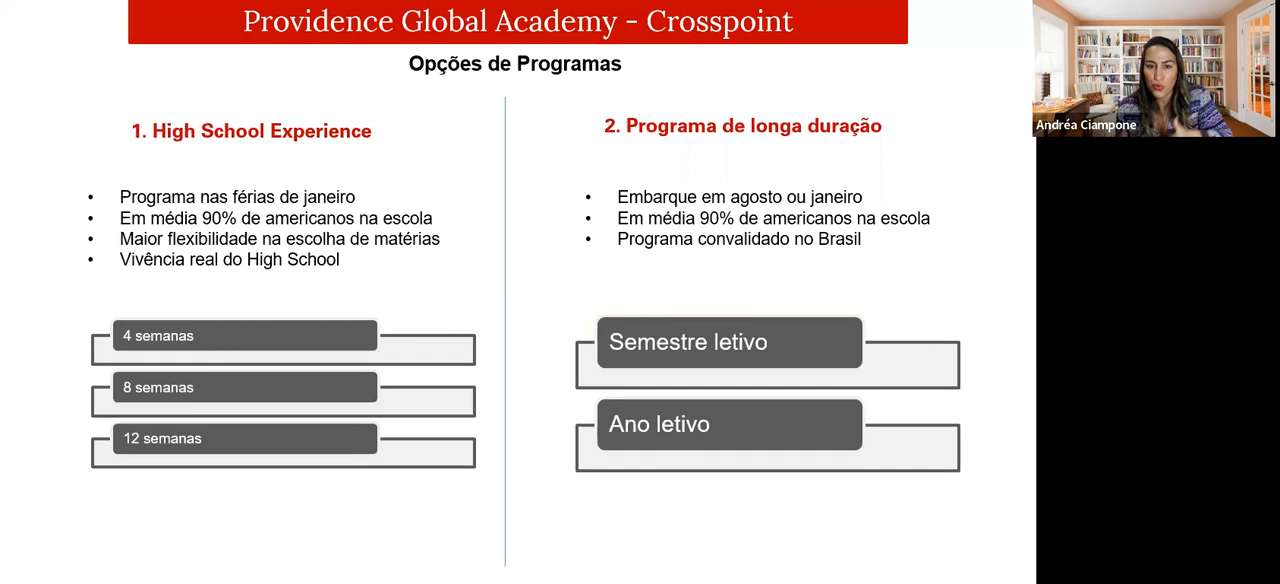 Providence Global Academy - Crosspoint
Opções de Programas
1. High School Experience
• Programa nas férias de janeiro
• Em média 90% de americanos na escola
• Maior flexibilidade na escolha de matérias
• Vivência real do High School
4 semanas
8 semanas
12 semanas
2. Programa de longa duração
• Embarque em agosto ou janeiro
• Em média 90% de americanos na escola
• Programa convalidado no Brasil
Semestre letivo
Ano letivo
Andréa Ciampone